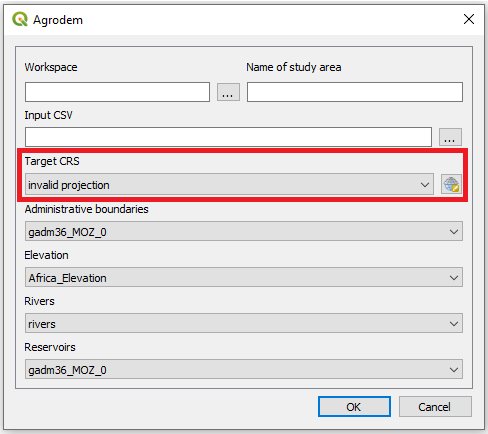 Agrodem
Workspace Name of study area
...
Input CSV
...
Target CRS
invalid projection
Administrative boundaries
gadm36_MOZ_0
Elevation
Africa_Elevation
Rivers
rivers
Reservoirs
gadm36_MOZ_0
OK Cancel